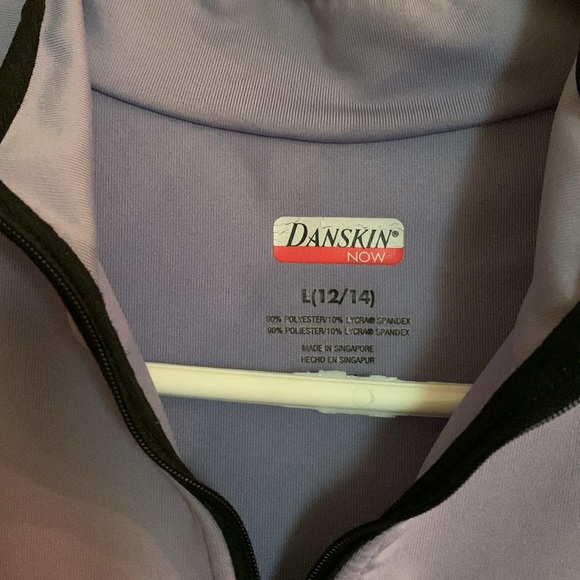 DANSKIN®
NOW
L(12/14)
90% POLYESTER/10% LYCRA® SPANDEX
90% POLIESTER/10% LYCRA® SPANDEX
MADE IN SINGAPORE
HECHO EN SINGAPUR